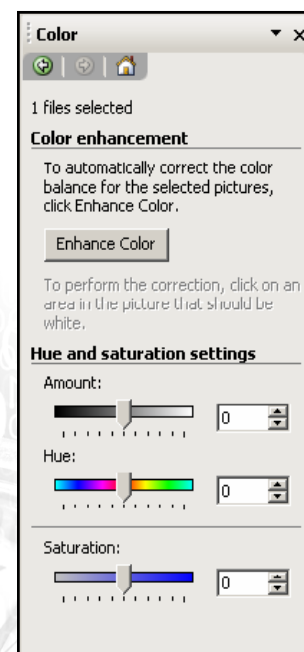 Color
1 files selected
Color enhancement
To automatically correct the color
balance for the selected pictures,
click Enhance Color.
Enhance Color
To perform the correction, click on an
area in the picture that should be
white.
Hue and saturation settings
Amount:
0
Hue:
0
Saturation:
0